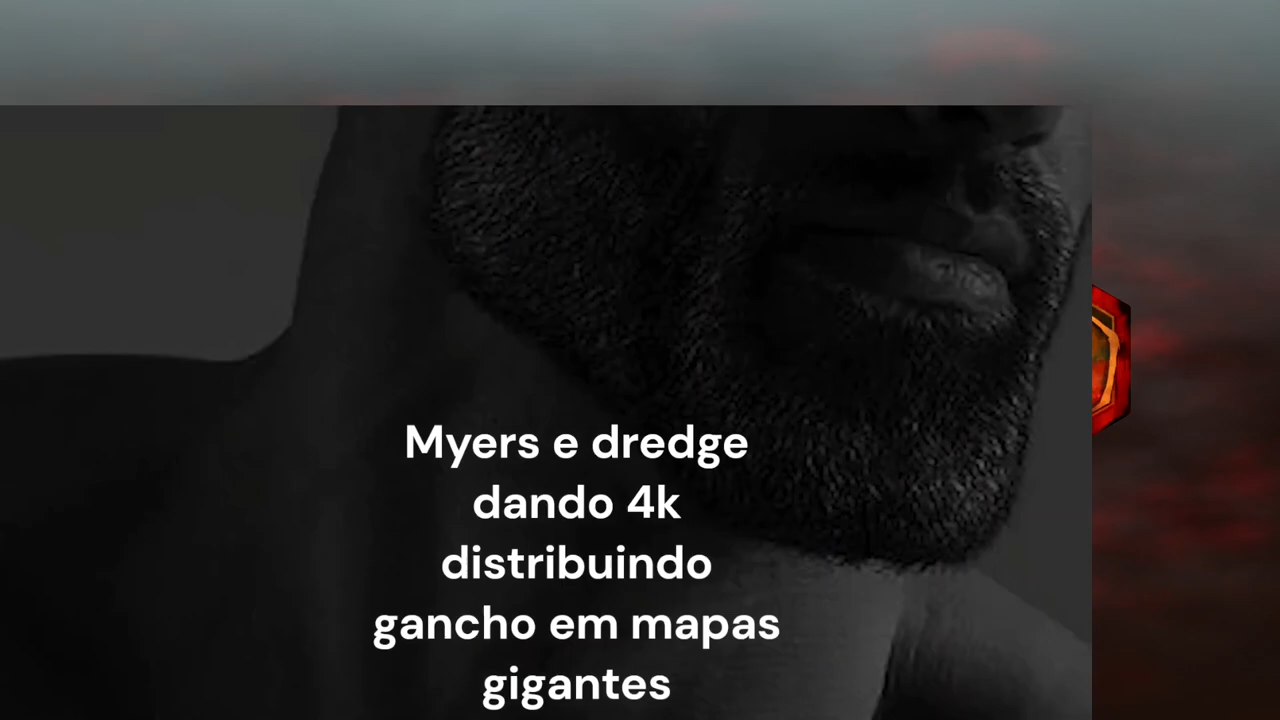 Myers e dredge
dando 4k
distribuindo
gancho em mapas
gigantes